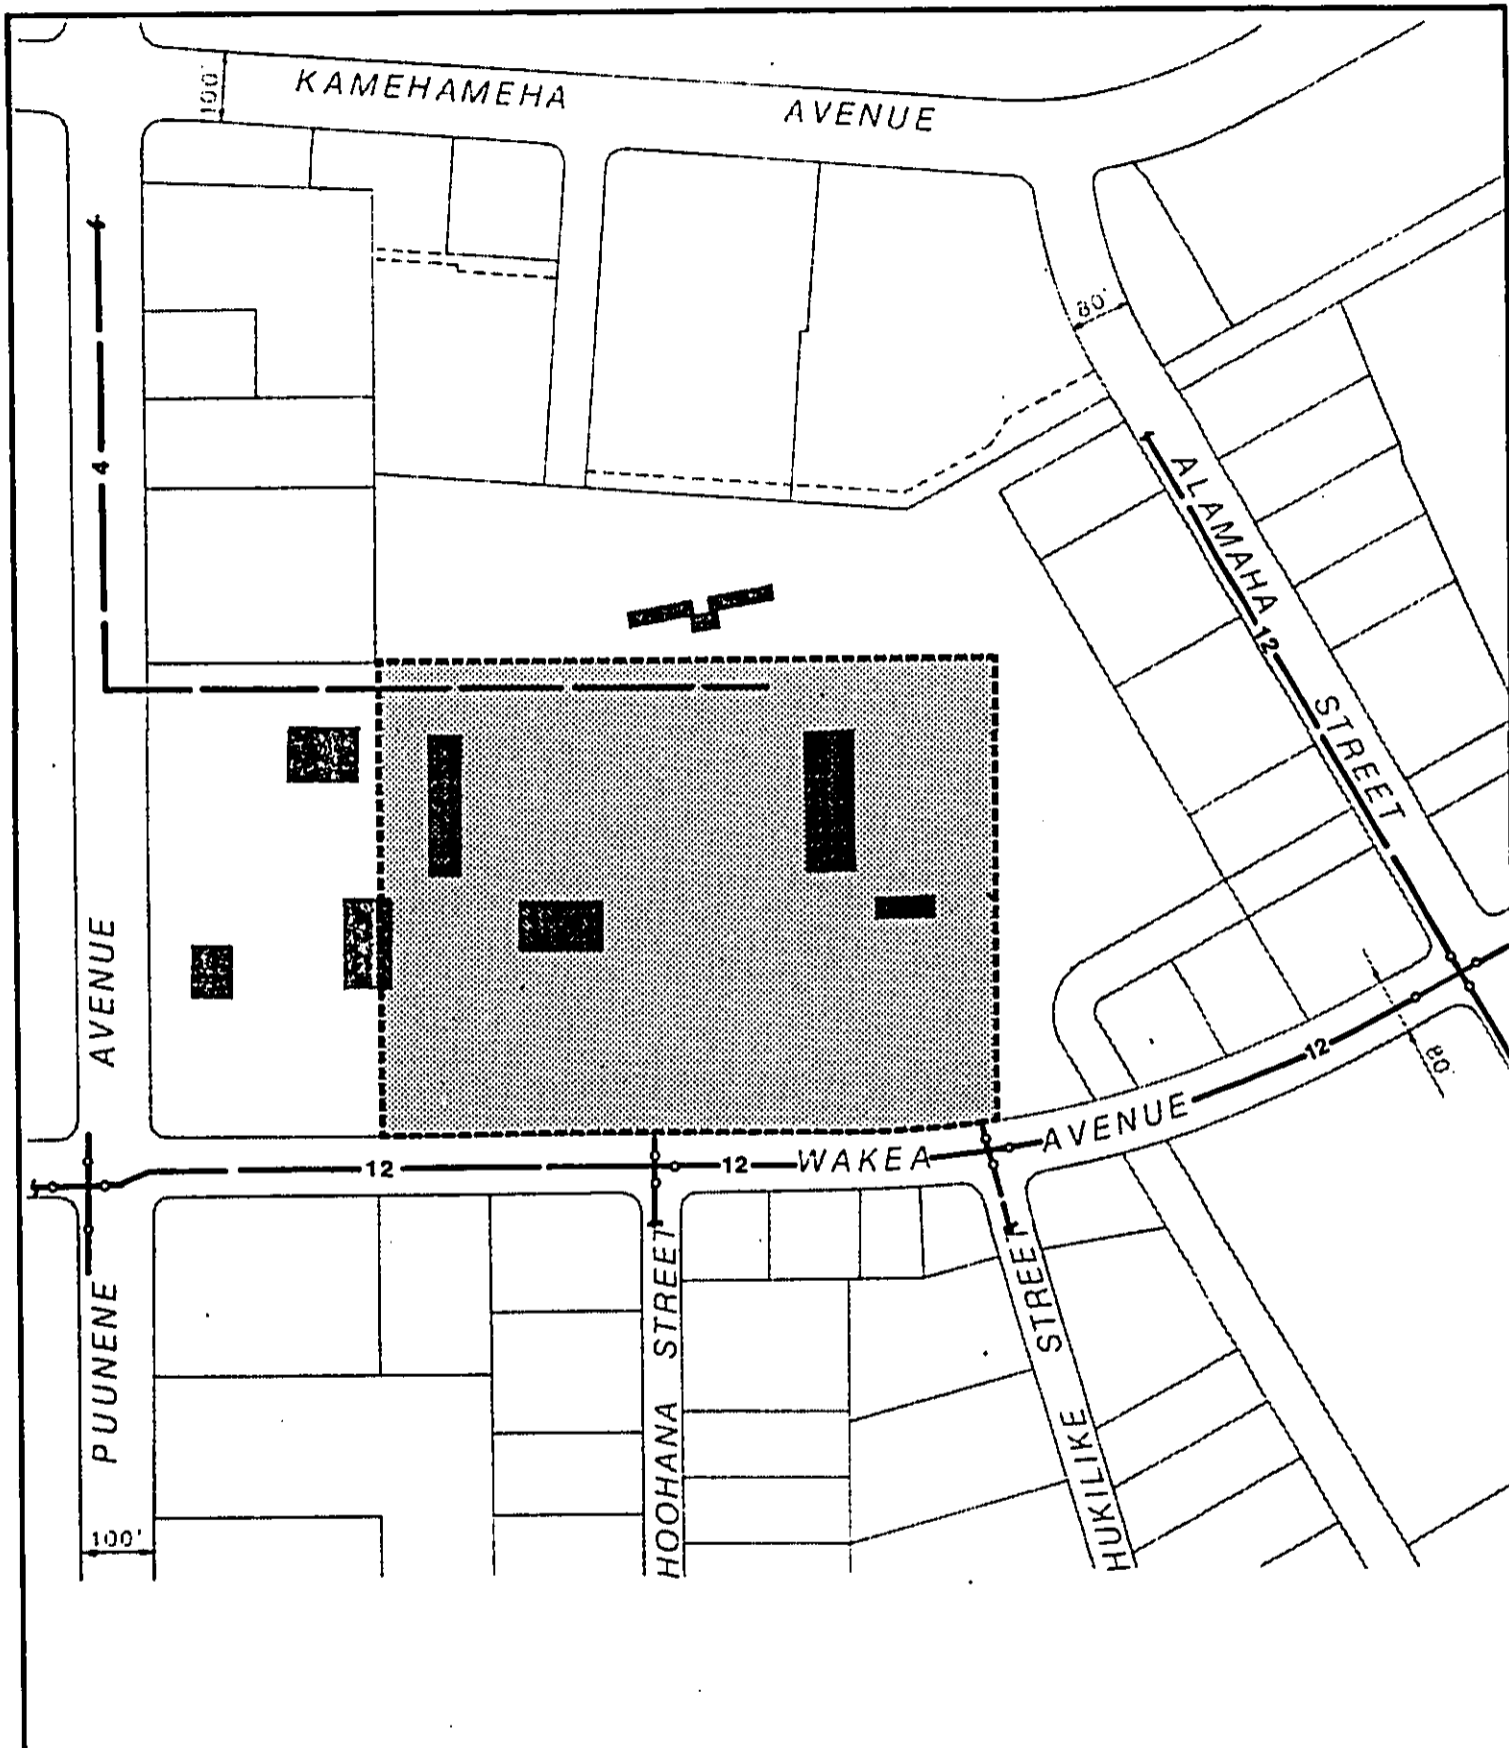 KAMEHAMEHA AVENUE
100'
80'
4
ALAMAHA STREET
12
PUUNENE AVENUE
12
12
WAKEA AVENUE
12
80'
HOOHANA STREET
HUKILIKE STREET
100'